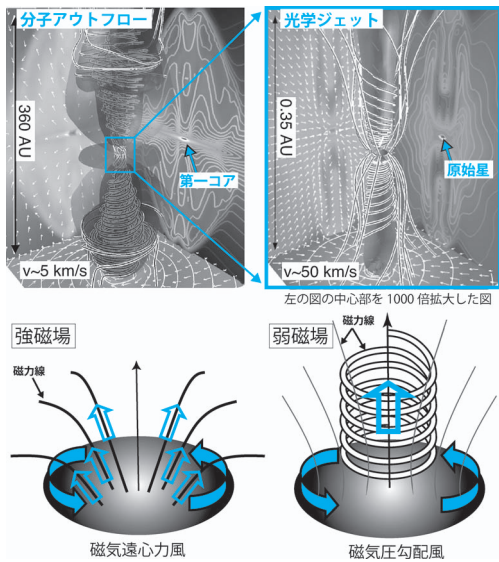 分子アウトフロー
光学ジェット
360 AU
0.35 AU
第一コア
原始星
v~5 km/s
v~50 km/s
左の図の中心部を 1000 倍拡大した図
強磁場
弱磁場
磁力線
磁力線
磁気遠心力風
磁気圧勾配風